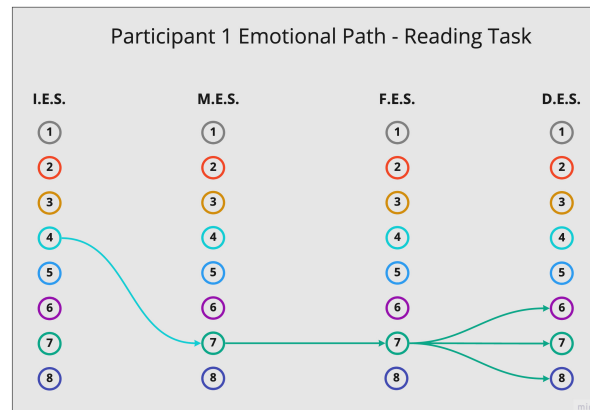 Participant 1 Emotional Path - Reading Task
I.E.S. M.E.S. F.E.S. D.E.S.
1 1 1 1
2 2 2 2
3 3 3 3
4 4 4 4
5 5 5 5
6 6 6 6
7 7 7 7
8 8 8 8